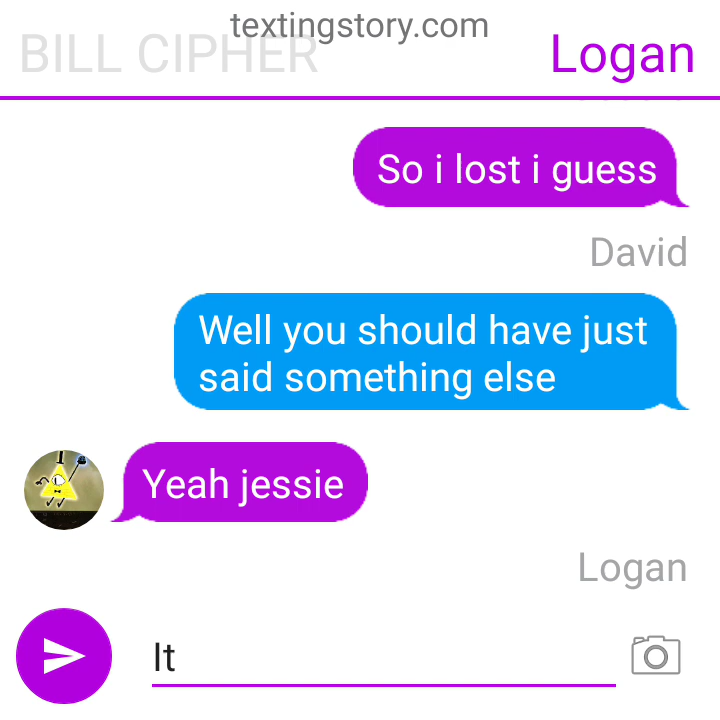 textingstory.com
BILL CIPHER
Logan
So i lost i guess
David
Well you should have just
said something else
Yeah jessie
Logan
It